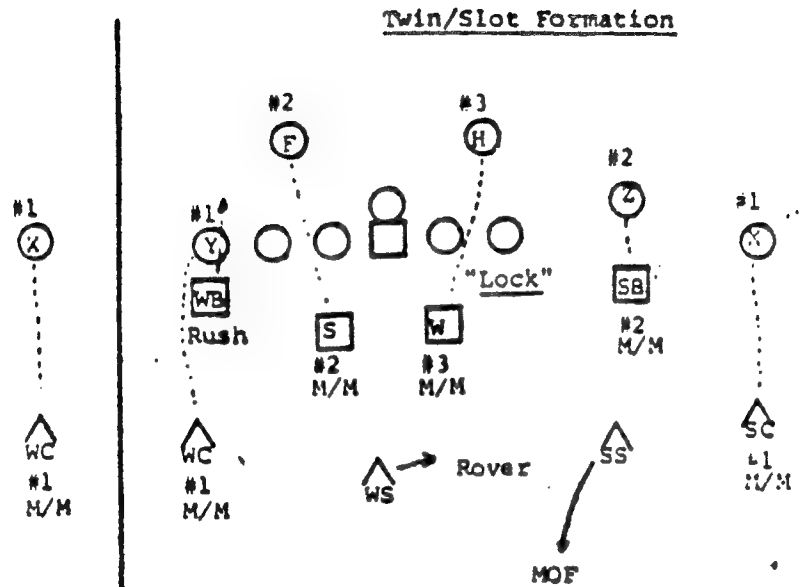 Twin/Slot Formation
#2 #3
F H
#2
Z
#1 #1 #1
X Y X
"Lock"
WB SB
Rush S W #2
M/M
#2 #3
M/M M/M
WC WC SC
WS Rover SS
#1 #1 #1
M/M M/M M/M
MOF